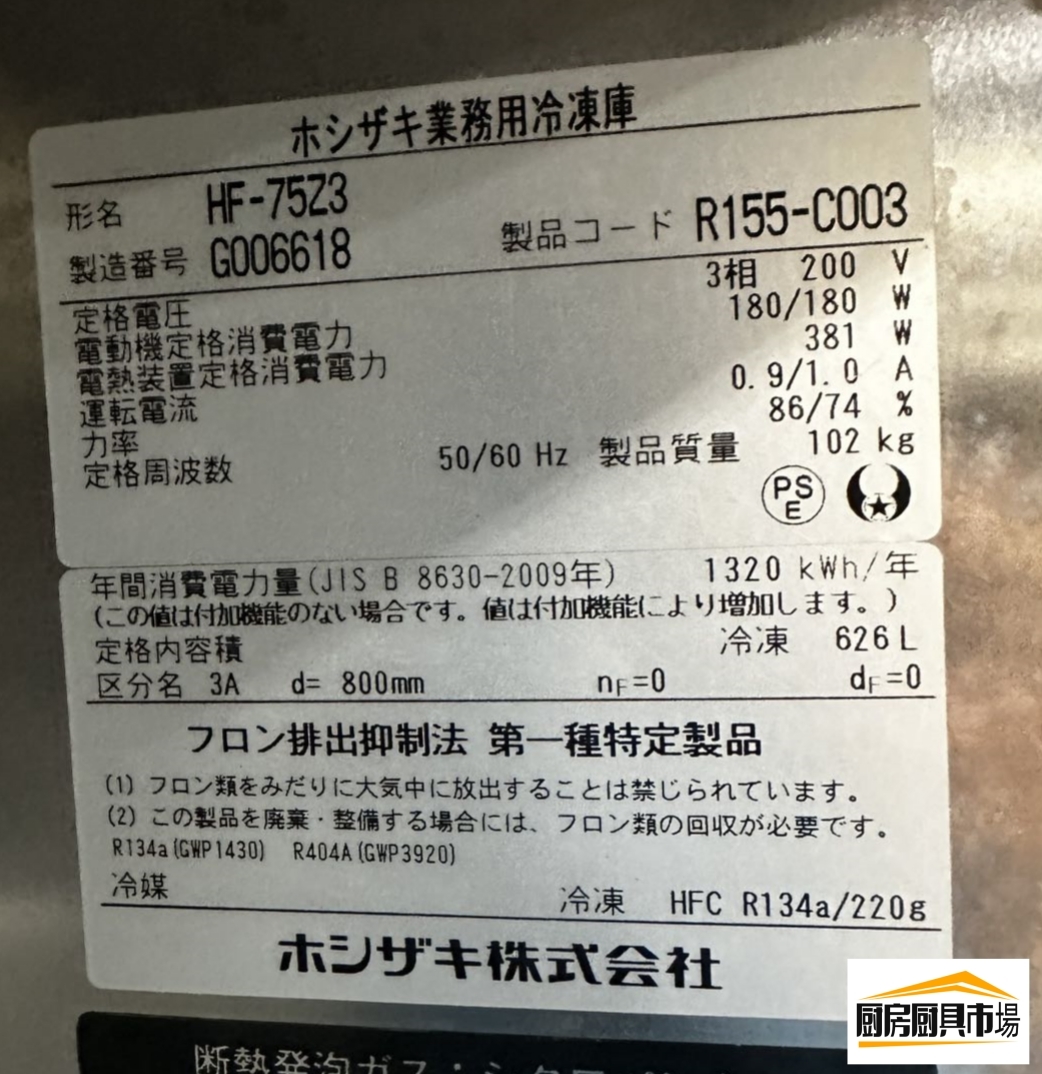 ホシザキ業務用冷凍庫
形名 HF-75Z3
製造番号 G006618 製品コード R155-C003
定格電圧 3相 200 V
電動機定格消費電力 180/180 W
電熱装置定格消費電力 381 W
運転電流 0.9/1.0 A
力率 86/74 %
定格周波数 50/60 Hz 製品質量 102 kg
PS
E
年間消費電力量(JIS B 8630-2009年) 1320 kWh/年
(この値は付加機能のない場合です。値は付加機能により増加します。)
定格内容積 冷凍 626L
区分名 3A d= 800mm nF=0 dF=0
フロン排出抑制法 第一種特定製品
(1) フロン類をみだりに大気中に放出することは禁じられています。
(2) この製品を廃棄・整備する場合には、フロン類の回収が必要です。
R134a(GWP1430) R404A(GWP3920)
冷媒 冷凍 HFC R134a/220g
ホシザキ株式会社
断熱発泡ガス:シクロ
厨房厨具市場